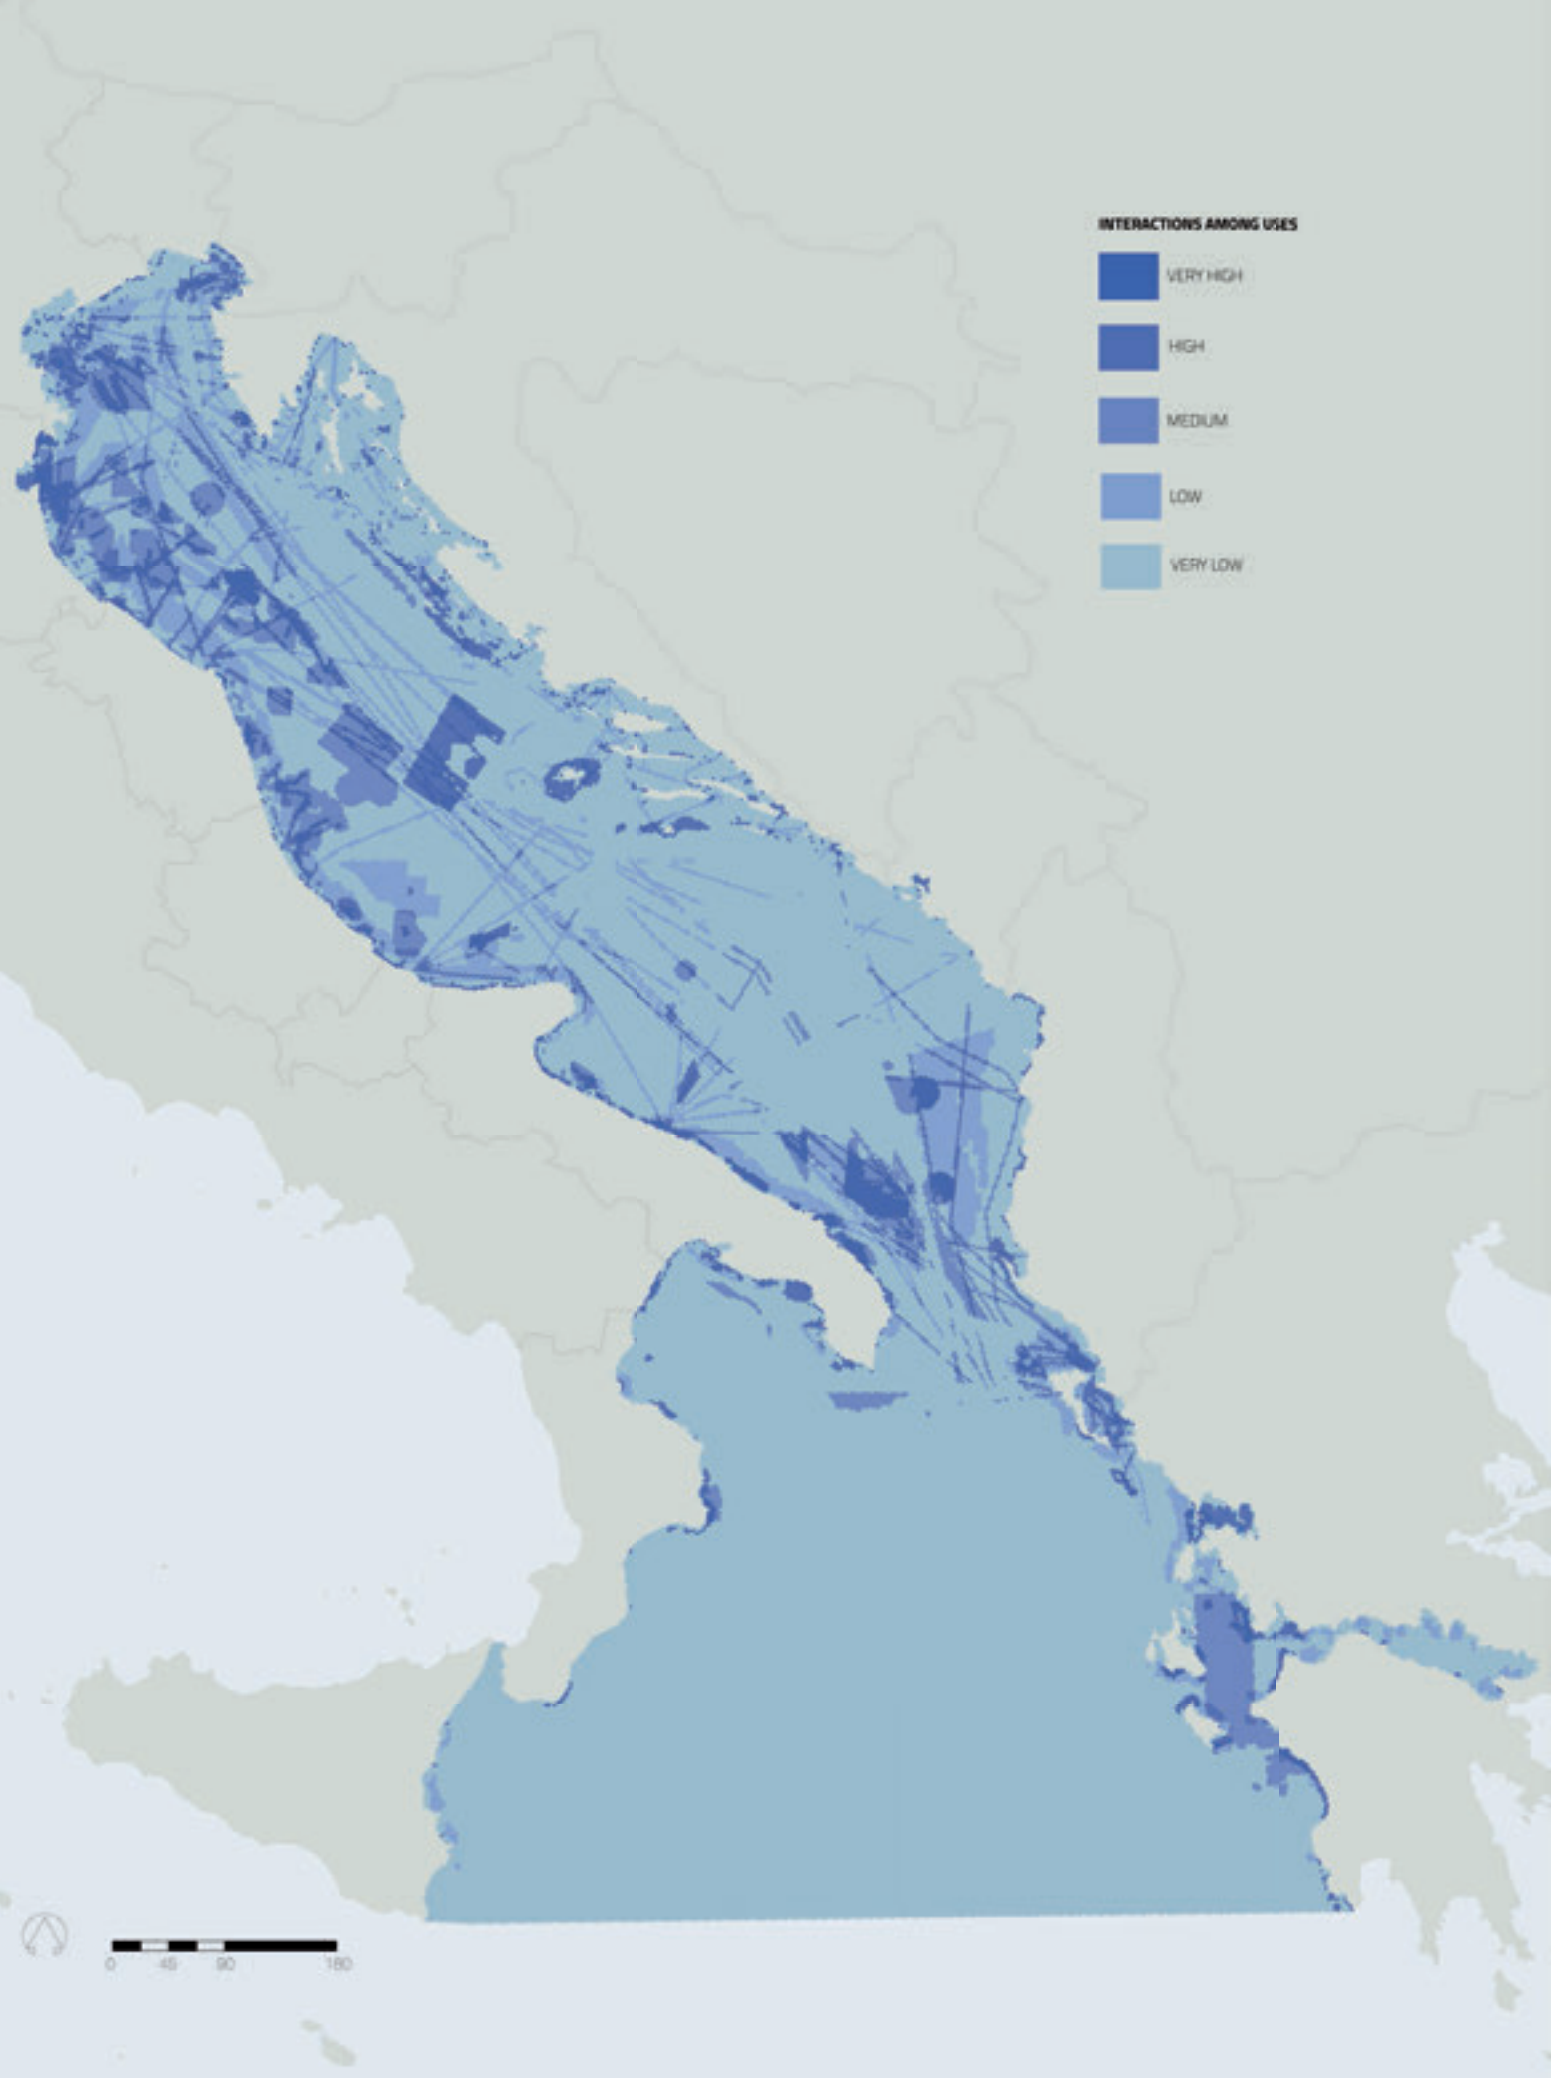 INTERACTIONS AMONG USES
VERY HIGH
HIGH
MEDIUM
LOW
VERY LOW
0 45 90 180